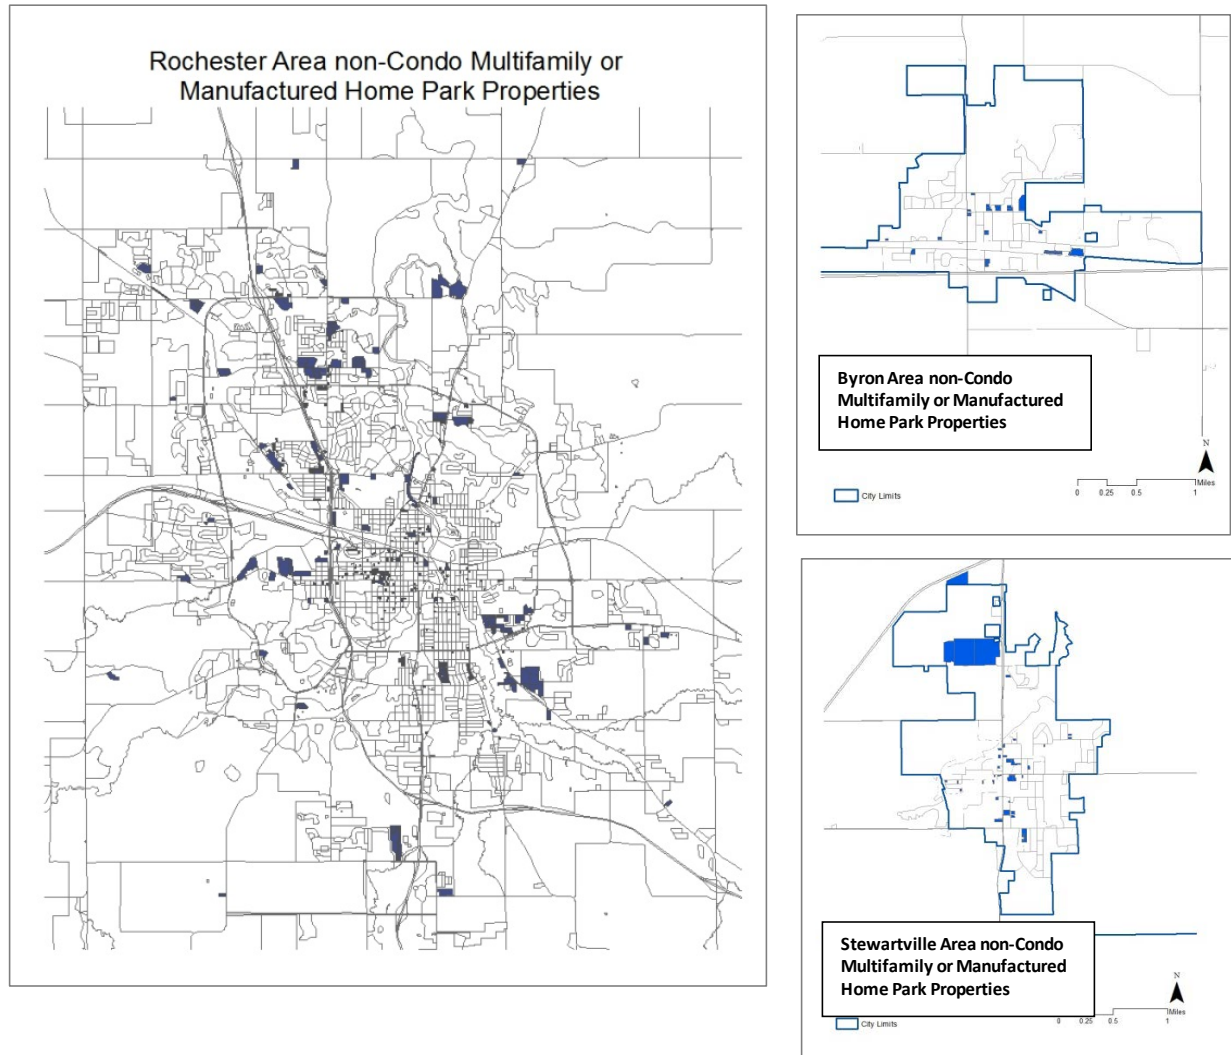 Rochester Area non-Condo Multifamily or
Manufactured Home Park Properties
Byron Area non-Condo
Multifamily or Manufactured
Home Park Properties
N
City Limits
Miles
0 0.25 0.5 1
Stewartville Area non-Condo
Multifamily or Manufactured
Home Park Properties
N
Miles
0 0.25 0.5 1
City Limits